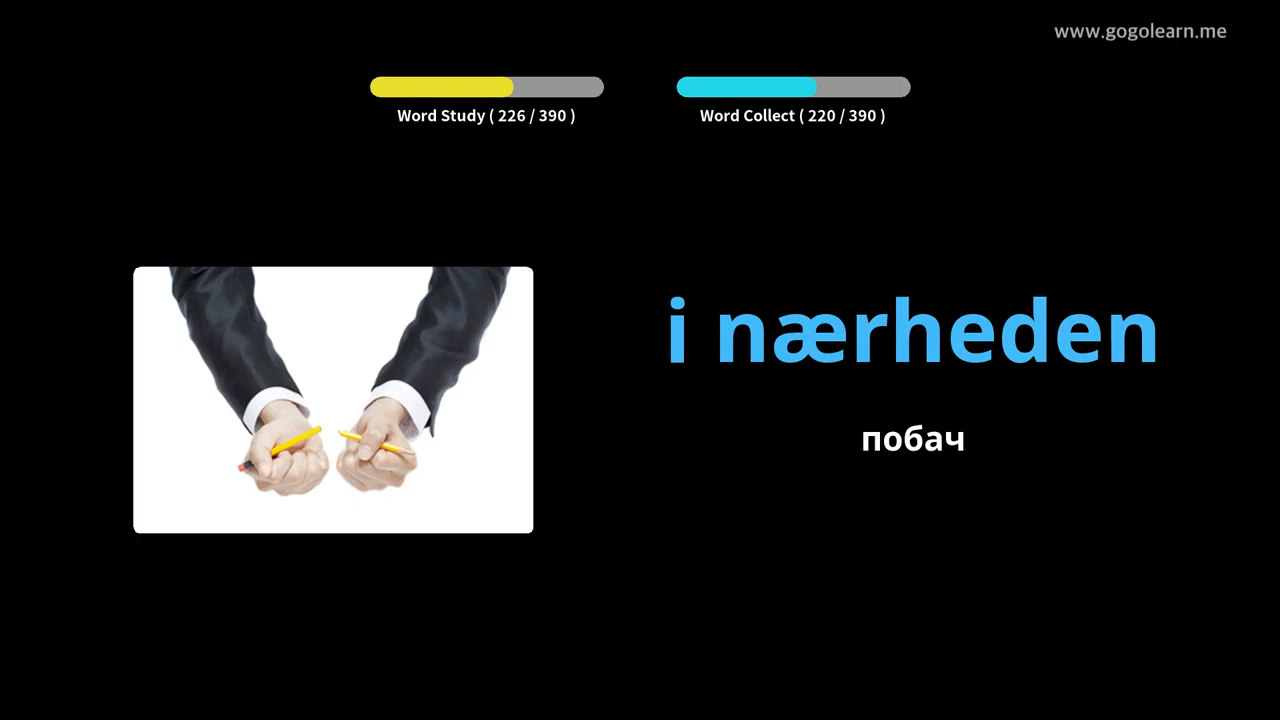 www.gogolearn.me
Word Study ( 226 / 390 )
Word Collect ( 220 / 390 )
i nærheden
побач